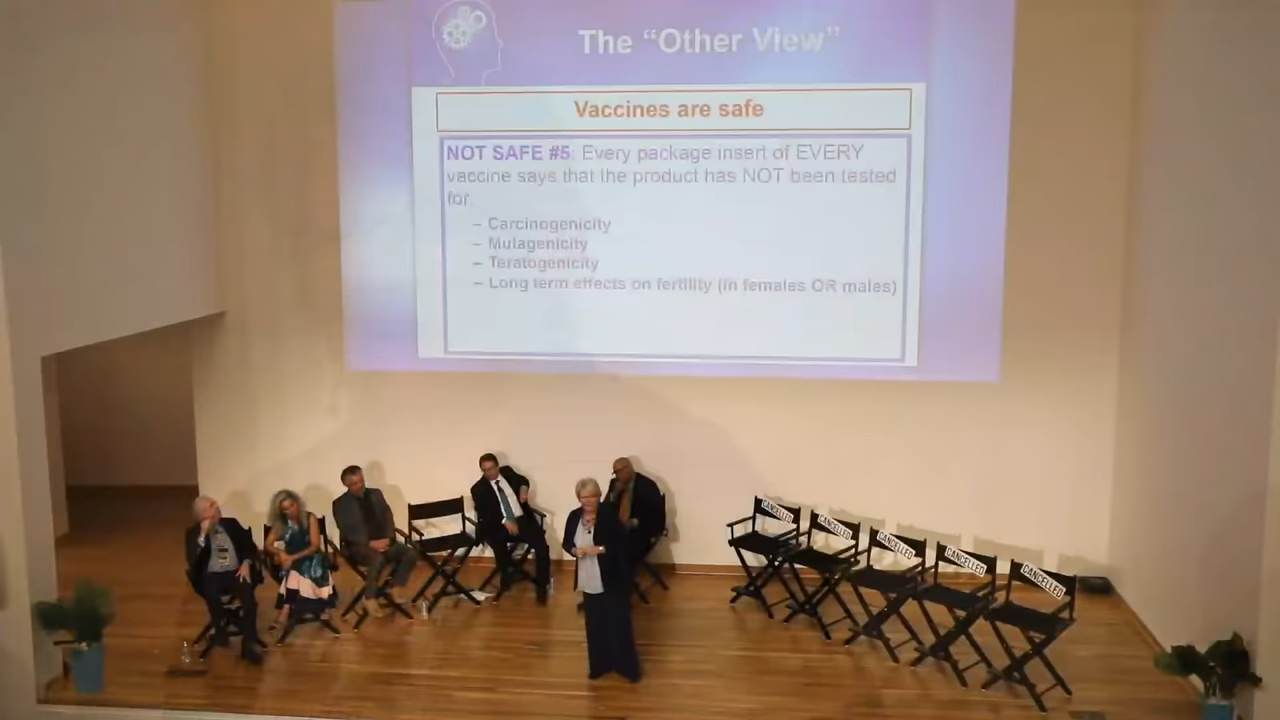 The “Other View”
Vaccines are safe
NOT SAFE #5: Every package insert of EVERY
vaccine says that the product has NOT been tested
for:
– Carcinogenicity
– Mutagenicity
– Teratogenicity
– Long term effects on fertility (in females OR males)
CANCELLED
CANCELLED
CANCELLED
CANCELLED
CANCELLED